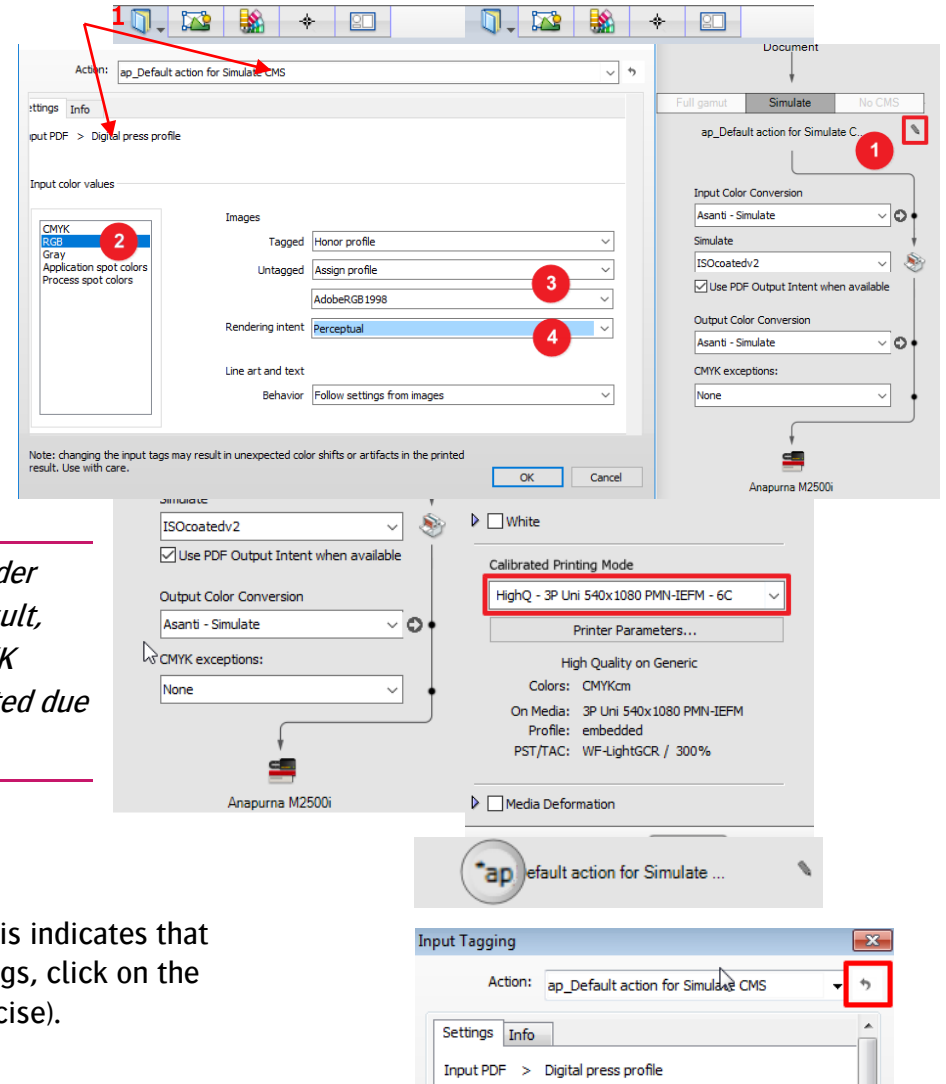 1
Action: ap_Default action for Simulate CMS
ettings Info
put PDF > Digital press profile
Input color values
CMYK
RGB
Gray
Application spot colors
Process spot colors
2
Images
Tagged Honor profile
Untagged Assign profile
3
AdobeRGB1998
Rendering intent Perceptual
4
Line art and text
Behavior Follow settings from images
Note: changing the input tags may result in unexpected color shifts or artifacts in the printed
result. Use with care.
OK Cancel
Document
Full gamut Simulate No CMS
ap_Default action for Simulate C...
1
Input Color Conversion
Asanti - Simulate
Simulate
ISOcoatedv2
Use PDF Output Intent when available
Output Color Conversion
Asanti - Simulate
CMYK exceptions:
None
Anapurna M2500i
Simulate
ISOcoatedv2
Use PDF Output Intent when available
Output Color Conversion
Asanti - Simulate
CMYK exceptions:
None
Anapurna M2500i
White
Calibrated Printing Mode
HighQ - 3P Uni 540x1080 PMN-IEFM - 6C
Printer Parameters...
High Quality on Generic
Colors: CMYKcm
On Media: 3P Uni 540x1080 PMN-IEFM
Profile: embedded
PST/TAC: WF-LightGCR / 300%
Media Deformation
der
ult,
K
ted due
*ap efault action for Simulate ...
is indicates that
gs, click on the
cise).
Input Tagging
Action: ap_Default action for Simulate CMS
Settings Info
Input PDF > Digital press profile